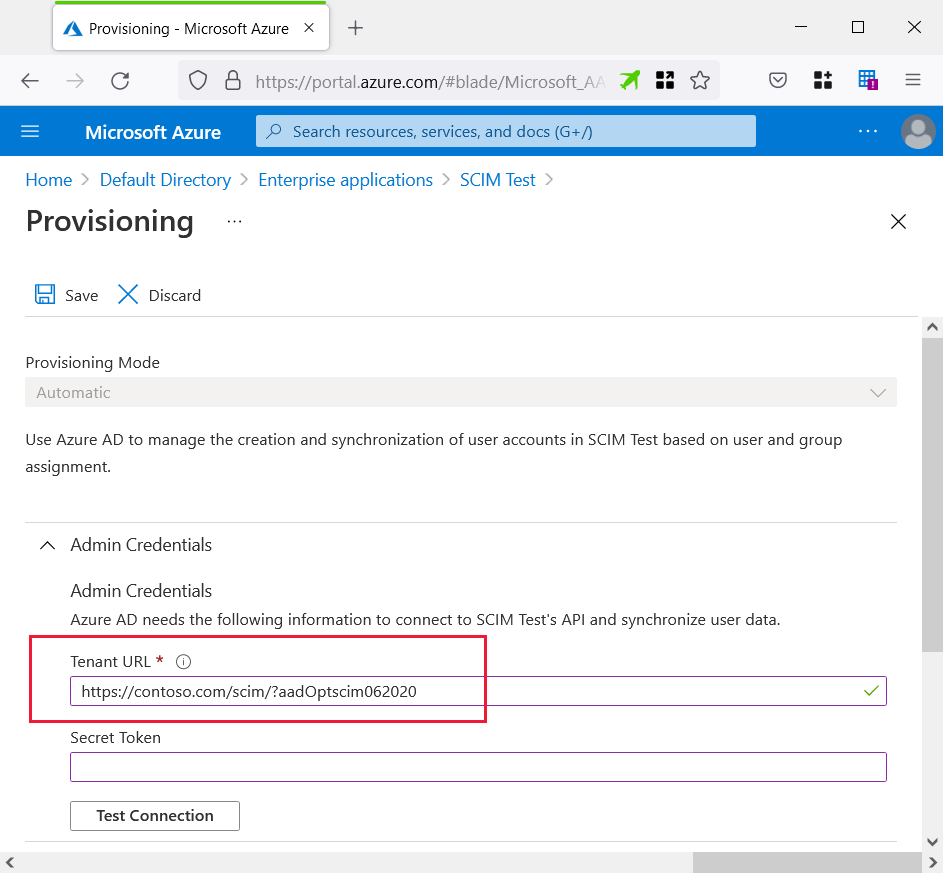 Provisioning - Microsoft Azure
https://portal.azure.com/#blade/Microsoft_AA
Microsoft Azure
Search resources, services, and docs (G+/)
...
Home > Default Directory > Enterprise applications > SCIM Test >
Provisioning ...
Save Discard
Provisioning Mode
Automatic
Use Azure AD to manage the creation and synchronization of user accounts in SCIM Test based on user and group
assignment.
Admin Credentials
Admin Credentials
Azure AD needs the following information to connect to SCIM Test's API and synchronize user data.
Tenant URL *
https://contoso.com/scim/?aadOptscim062020
Secret Token
Test Connection